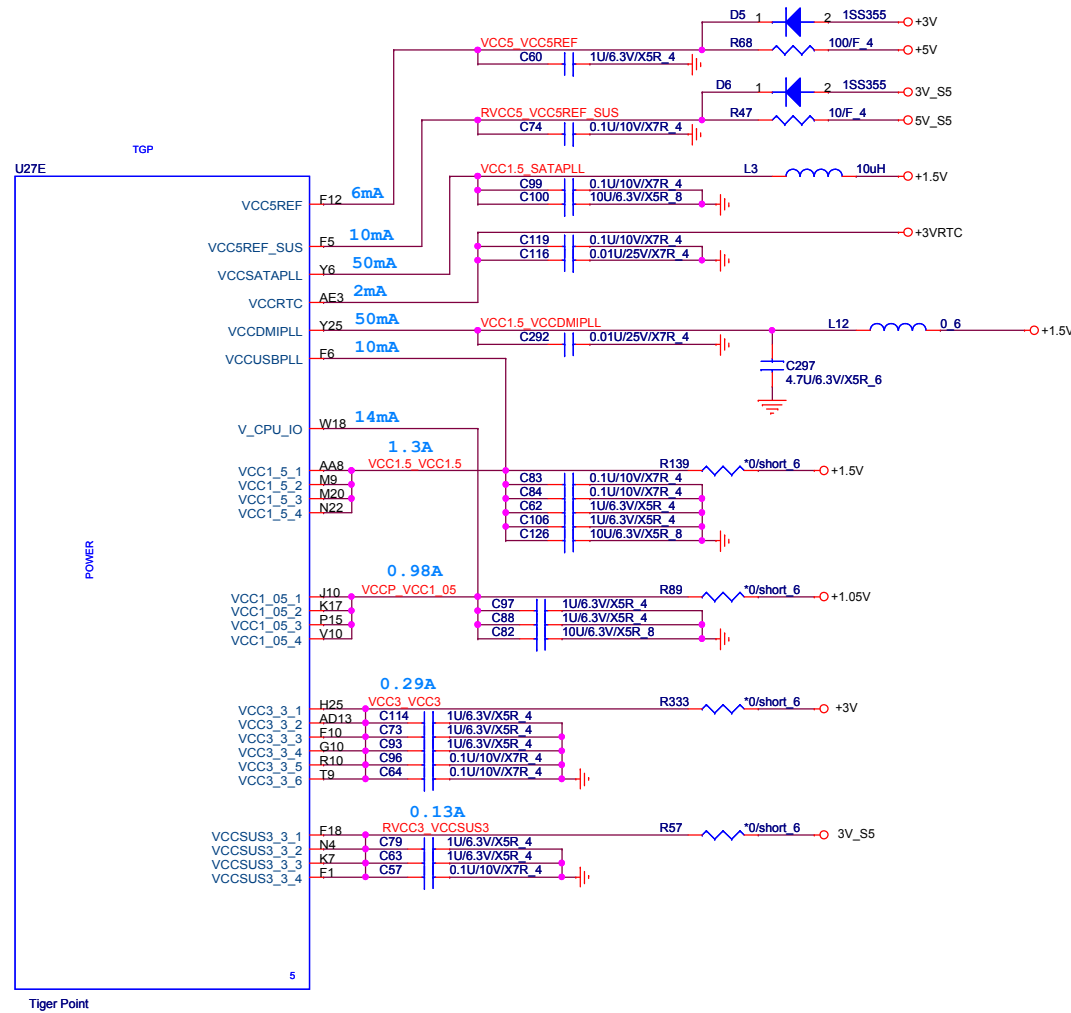 D5 1 2 1SS355 +3V
VCC5_VCC5REF R68 100/F_4 +5V
C60 1U/6.3V/X5R_4
D6 1 2 1SS355 3V_S5
RVCC5_VCC5REF_SUS R47 10/F_4 5V_S5
C74 0.1U/10V/X7R_4
TGP
U27E
VCC1.5_SATAPLL L3 10uH +1.5V
C99 0.1U/10V/X7R_4
C100 10U/6.3V/X5R_8
VCC5REF F12 6mA
+3VRTC
VCC5REF_SUS F5 10mA
C119 0.1U/10V/X7R_4
C116 0.01U/25V/X7R_4
VCCSATAPLL Y6 50mA
VCCRTC AE3 2mA
VCCDMIPLL Y25 50mA
VCC1.5_VCCDMIPLL L12 0_6 +1.5V
C292 0.01U/25V/X7R_4
VCCUSBPLL F6 10mA
C297
4.7U/6.3V/X5R_6
V_CPU_IO W18 14mA
1.3A
VCC1_5_1 AA8 VCC1.5_VCC1.5 R139 *0/short_6 +1.5V
VCC1_5_2 M9 C83 0.1U/10V/X7R_4
VCC1_5_3 M20 C84 0.1U/10V/X7R_4
VCC1_5_4 N22 C62 1U/6.3V/X5R_4
C106 1U/6.3V/X5R_4
C126 10U/6.3V/X5R_8
POWER
0.98A
VCC1_05_1 J10 VCCP_VCC1_05 R89 *0/short_6 +1.05V
VCC1_05_2 K17 C97 1U/6.3V/X5R_4
VCC1_05_3 P15 C88 1U/6.3V/X5R_4
VCC1_05_4 V10 C82 10U/6.3V/X5R_8
0.29A
VCC3_3_1 H25 VCC3_VCC3 R333 *0/short_6 +3V
VCC3_3_2 AD13 C114 1U/6.3V/X5R_4
VCC3_3_3 F10 C73 1U/6.3V/X5R_4
VCC3_3_4 G10 C93 1U/6.3V/X5R_4
VCC3_3_5 R10 C96 0.1U/10V/X7R_4
VCC3_3_6 T9 C64 0.1U/10V/X7R_4
0.13A
VCCSUS3_3_1 F18 RVCC3_VCCSUS3 R57 *0/short_6 3V_S5
VCCSUS3_3_2 N4 C79 1U/6.3V/X5R_4
VCCSUS3_3_3 K7 C63 1U/6.3V/X5R_4
VCCSUS3_3_4 F1 C57 0.1U/10V/X7R_4
5
Tiger Point